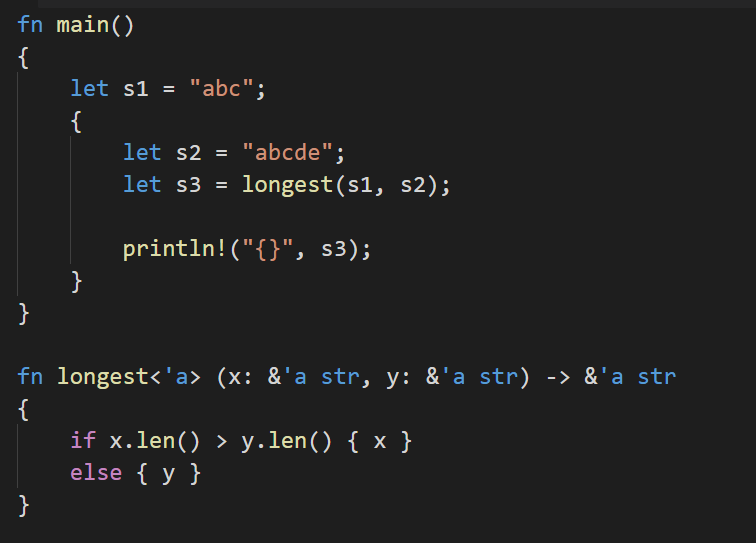 fn main()
{
    let s1 = "abc";
    {
        let s2 = "abcde";
        let s3 = longest(s1, s2);

        println!("{}", s3);
    }
}

fn longest<'a> (x: &'a str, y: &'a str) -> &'a str
{
    if x.len() > y.len() { x }
    else { y }
}